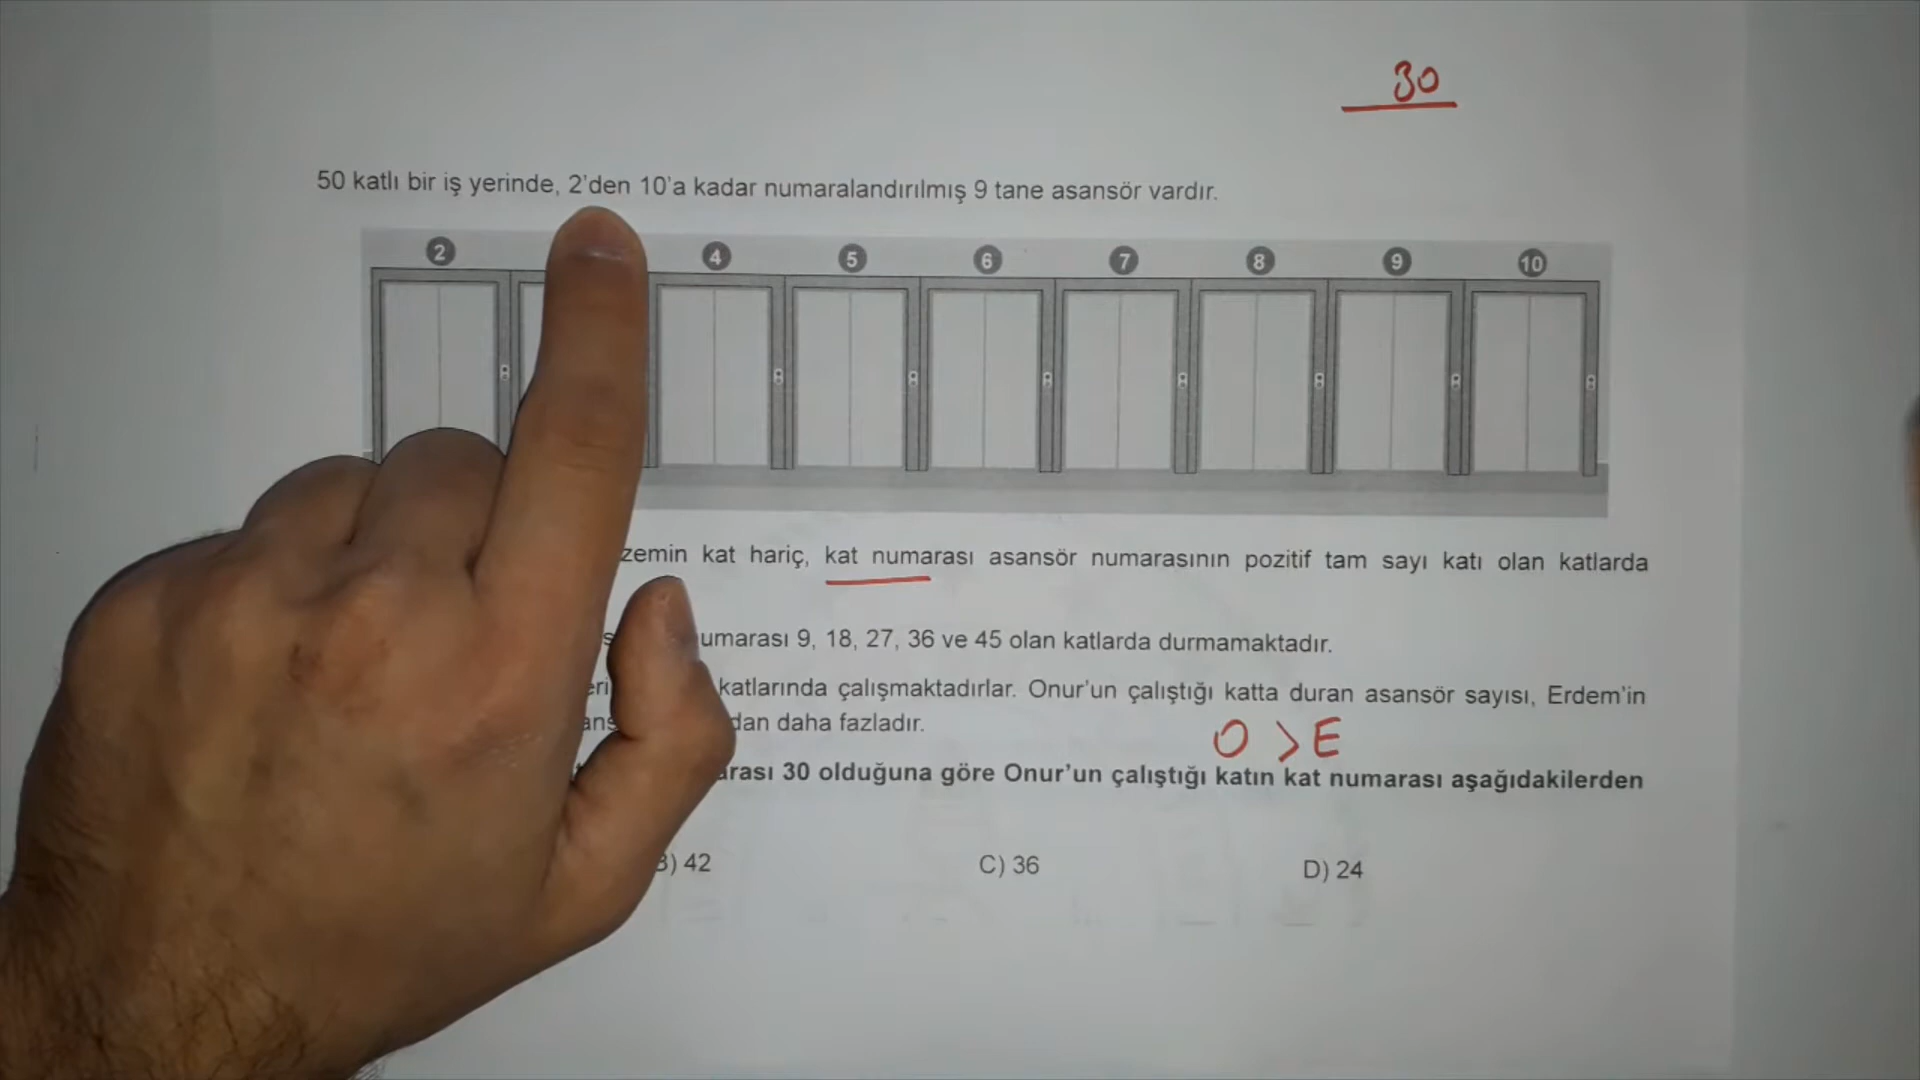 30
50 katlı bir iş yerinde, 2'den 10'a kadar numaralandırılmış 9 tane asansör vardır.
2 4 5 6 7 8 9 10
zemin kat hariç, kat numarası asansör numarasının pozitif tam sayı katı olan katlarda
9, 18, 27, 36 ve 45 olan katlarda durmamaktadır.
katlarında çalışmaktadırlar. Onur'un çalıştığı katta duran asansör sayısı, Erdem'in
daha fazladır.
O > E
30 olduğuna göre Onur'un çalıştığı katın kat numarası aşağıdakilerden
B) 42 C) 36 D) 24